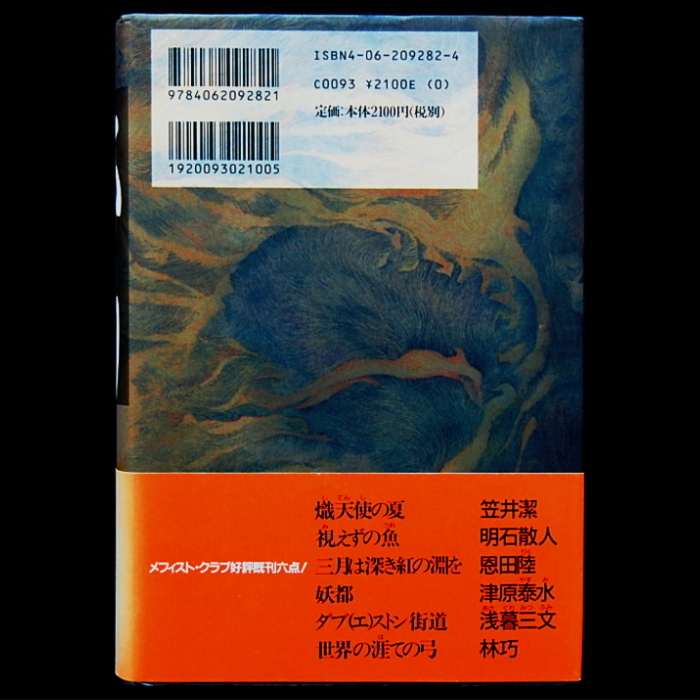 ISBN4-06-209282-4
C0093 ¥2100E (0)
定価:本体2100円(税別)
9784062092821
1920093021005
メフィスト・クラブ好評既刊六点!
熾天使の夏 笠井潔
視えずの魚 明石散人
三月は深き紅の淵を 恩田陸
妖都 津原泰水
ダブ(エ)ストン街道 浅暮三文
世界の涯ての弓 林巧